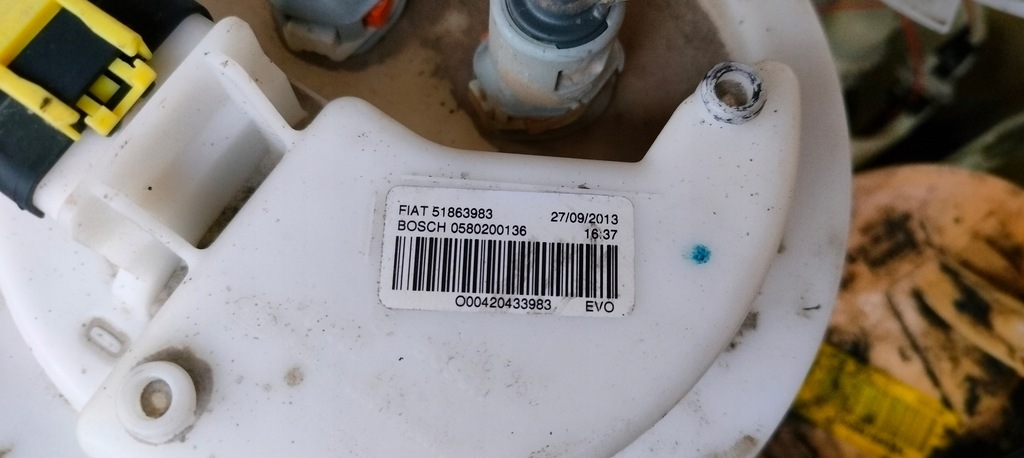 FIAT 51863983 27/09/2013
BOSCH 0580200136 16:37
O00420433983 EVO